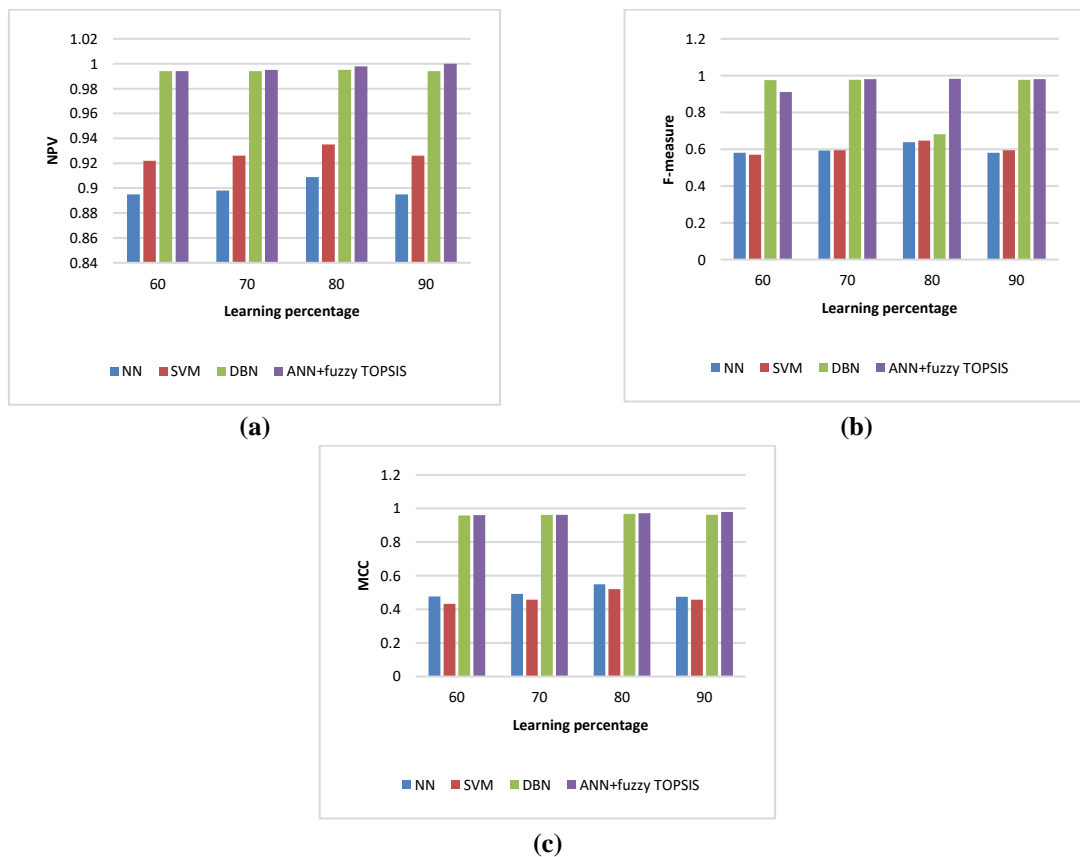 1.02
1
0.98
0.96
0.94
0.92
0.9
0.88
0.86
0.84
NPV
60 70 80 90
Learning percentage
NN SVM DBN ANN+fuzzy TOPSIS
(a)
1.2
1
0.8
0.6
0.4
0.2
0
F-measure
60 70 80 90
Learning percentage
NN SVM DBN ANN+fuzzy TOPSIS
(b)
1.2
1
0.8
0.6
0.4
0.2
0
MCC
60 70 80 90
Learning percentage
NN SVM DBN ANN+fuzzy TOPSIS
(c)